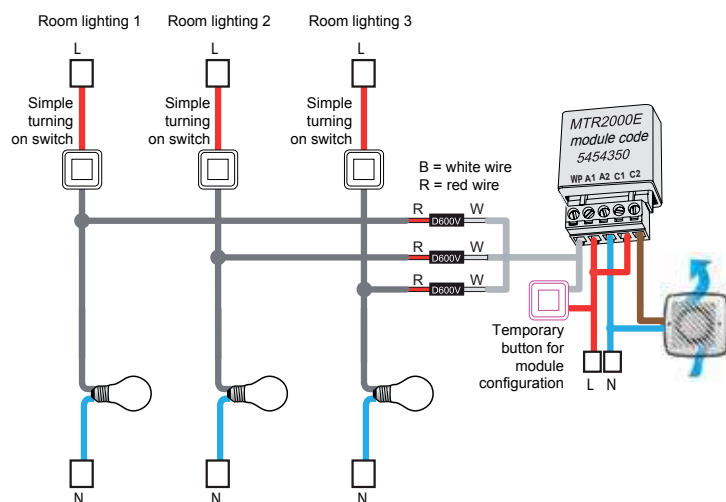 Room lighting 1
Room lighting 2
Room lighting 3
L
L
L
Simple
turning
on switch
Simple
turning
on switch
Simple
turning
on switch
B = white wire
R = red wire
R
D600V
W
R
D600V
W
R
D600V
W
MTR2000E
module code
5454350
WP A1 A2 C1 C2
Temporary
button for
module
configuration
L N
N
N
N